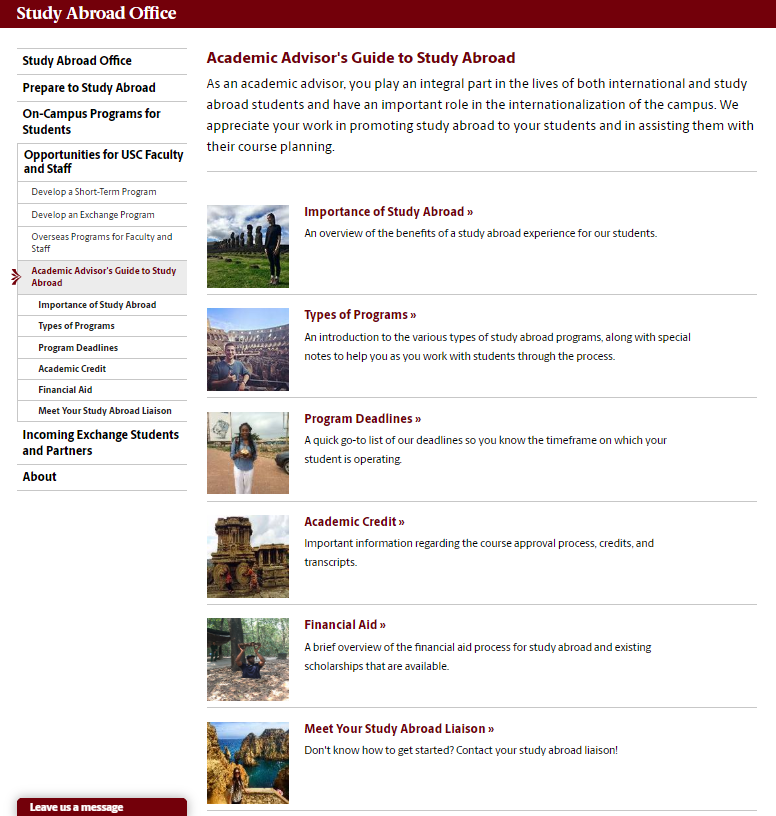 Study Abroad Office
Study Abroad Office
Prepare to Study Abroad
On-Campus Programs for
Students
Opportunities for USC Faculty
and Staff
Develop a Short-Term Program
Develop an Exchange Program
Overseas Programs for Faculty and
Staff
Academic Advisor's Guide to Study
Abroad
Importance of Study Abroad
Types of Programs
Program Deadlines
Academic Credit
Financial Aid
Meet Your Study Abroad Liaison
Incoming Exchange Students
and Partners
About
Academic Advisor's Guide to Study Abroad
As an academic advisor, you play an integral part in the lives of both international and study
abroad students and have an important role in the internationalization of the campus. We
appreciate your work in promoting study abroad to your students and in assisting them with
their course planning.
Importance of Study Abroad »
An overview of the benefits of a study abroad experience for our students.
Types of Programs »
An introduction to the various types of study abroad programs, along with special
notes to help you as you work with students through the process.
Program Deadlines »
A quick go-to list of our deadlines so you know the timeframe on which your
student is operating.
Academic Credit »
Important information regarding the course approval process, credits, and
transcripts.
Financial Aid »
A brief overview of the financial aid process for study abroad and existing
scholarships that are available.
Meet Your Study Abroad Liaison »
Don't know how to get started? Contact your study abroad liaison!
Leave us a message